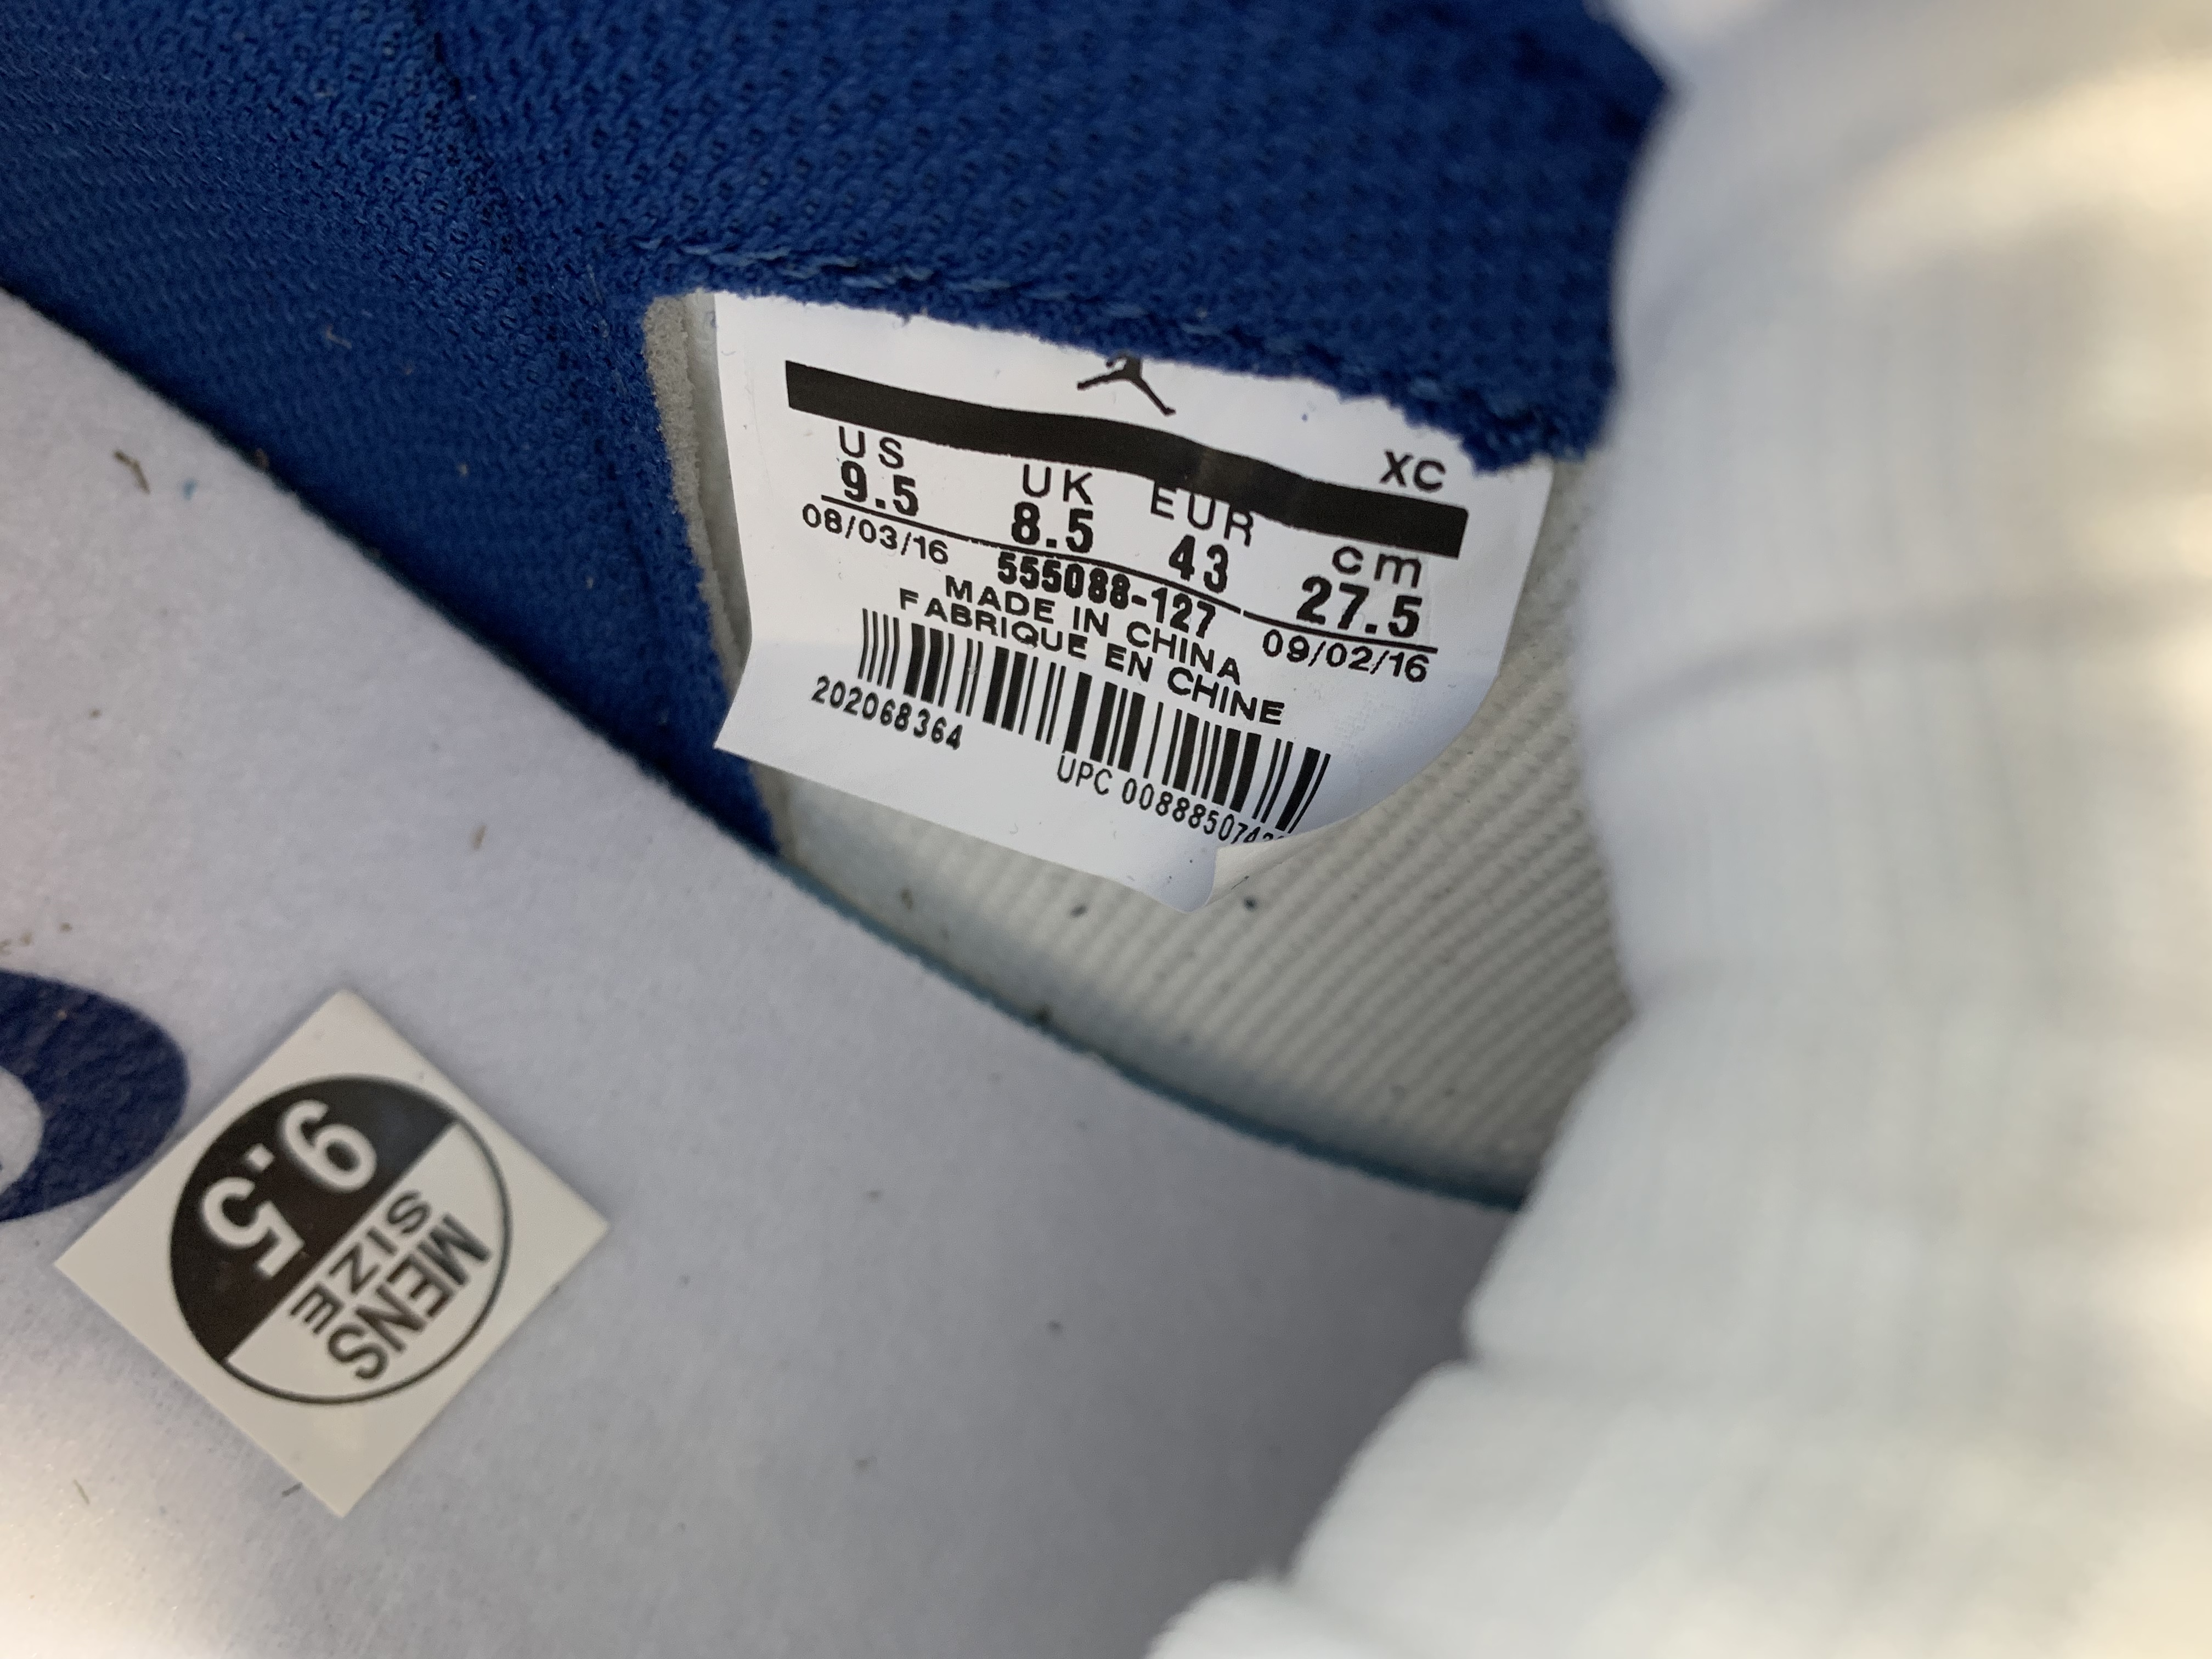 XC
US UK EUR cm
9.5 8.5 43 27.5
08/03/16 555088-127 09/02/16
MADE IN CHINA
FABRIQUE EN CHINE
202068364
UPC
9.5
MENS
SIZE